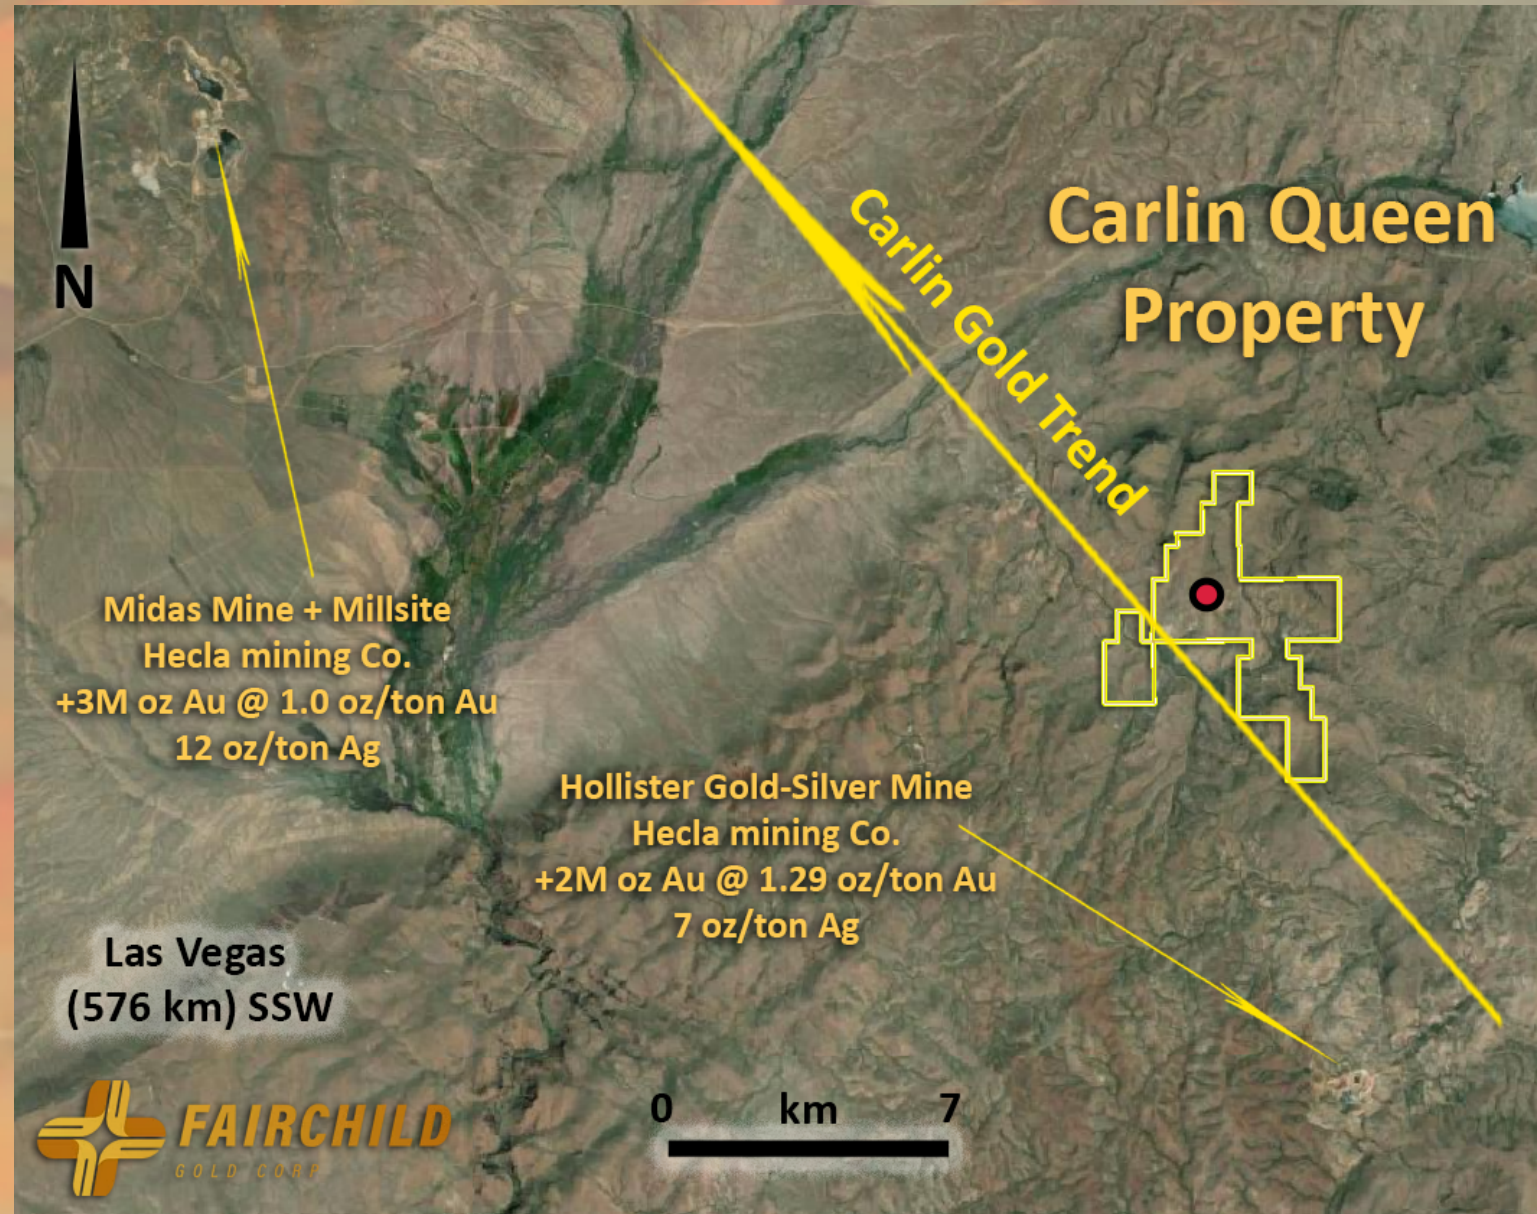 N
Carlin Queen
Property
Carlin Gold Trend
Midas Mine + Millsite
Hecla mining Co.
+3M oz Au @ 1.0 oz/ton Au
12 oz/ton Ag
Hollister Gold-Silver Mine
Hecla mining Co.
+2M oz Au @ 1.29 oz/ton Au
7 oz/ton Ag
Las Vegas
(576 km) SSW
0 km 7
FAIRCHILD
GOLD CORP